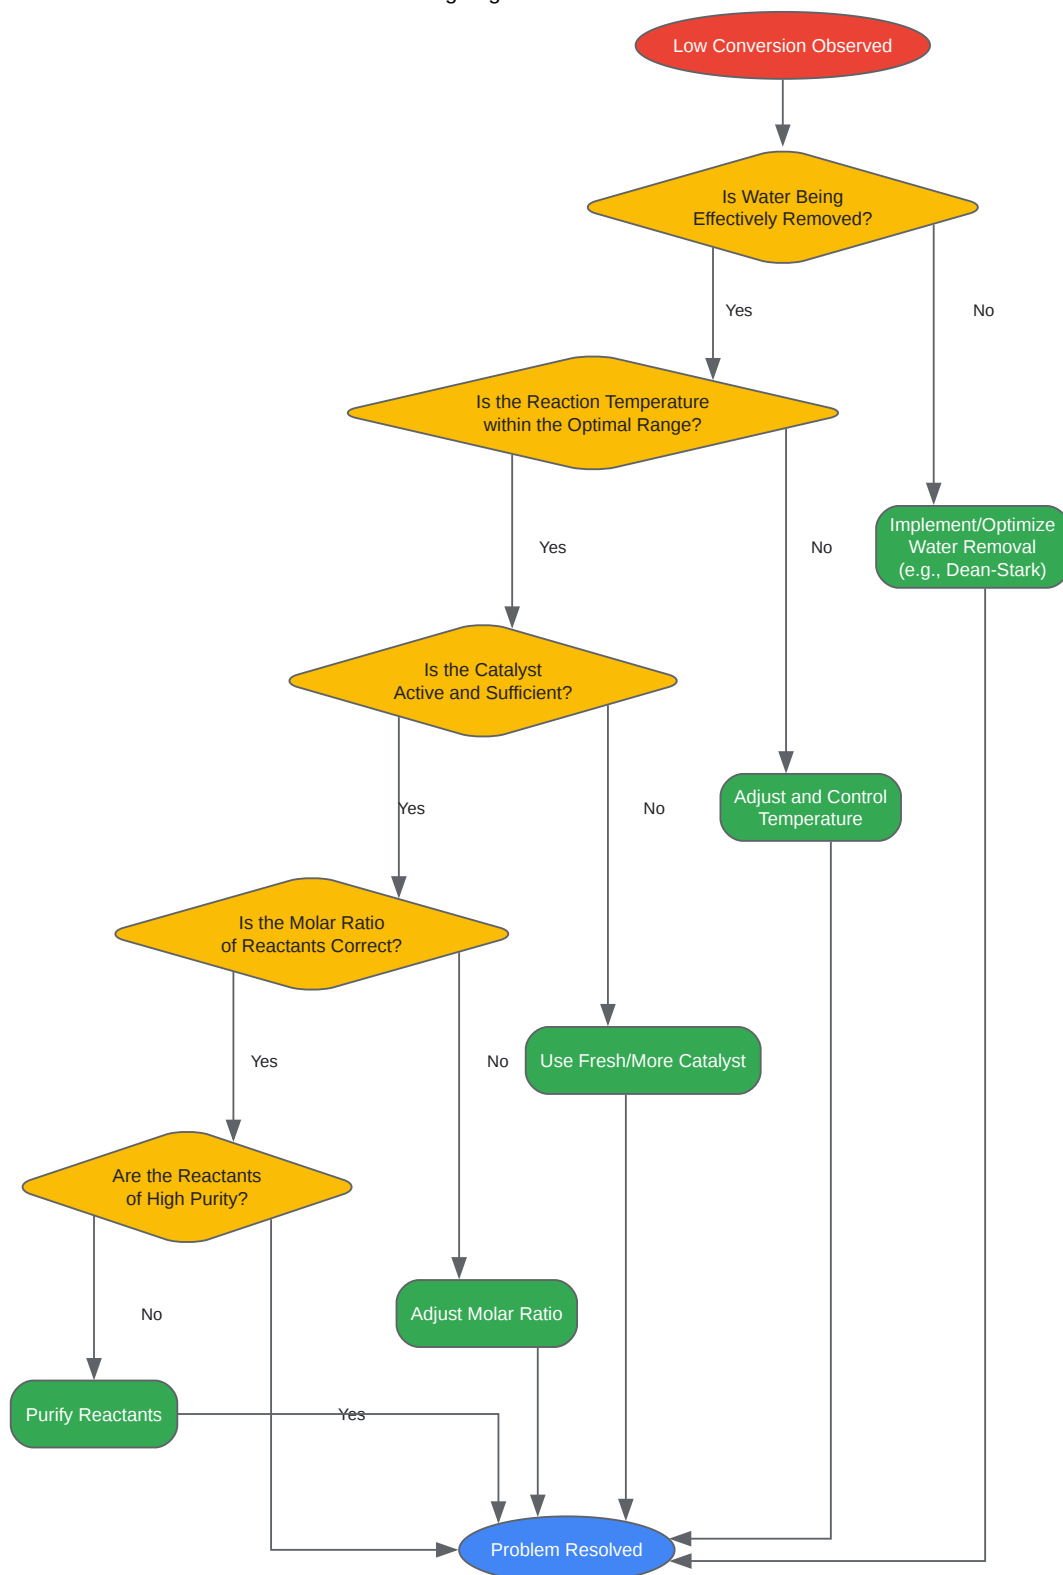 Low Conversion Observed
Is Water Being
Effectively Removed?
Yes
No
Is the Reaction Temperature
within the Optimal Range?
Yes
No
Implement/Optimize
Water Removal
(e.g., Dean-Stark)
Is the Catalyst
Active and Sufficient?
Yes
No
Adjust and Control
Temperature
Is the Molar Ratio
of Reactants Correct?
Yes
No
Use Fresh/More Catalyst
Are the Reactants
of High Purity?
No
Adjust Molar Ratio
Purify Reactants
Yes
Problem Resolved